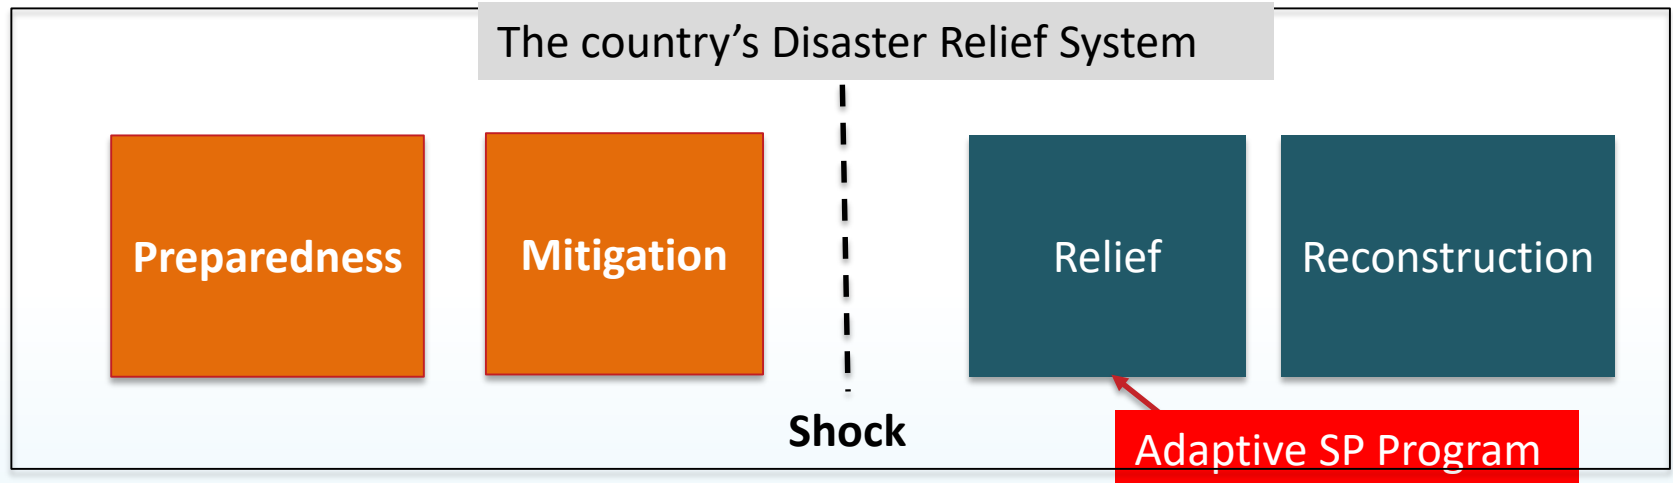 The country’s Disaster Relief System
Preparedness
Mitigation
Relief
Reconstruction
Shock
Adaptive SP Program